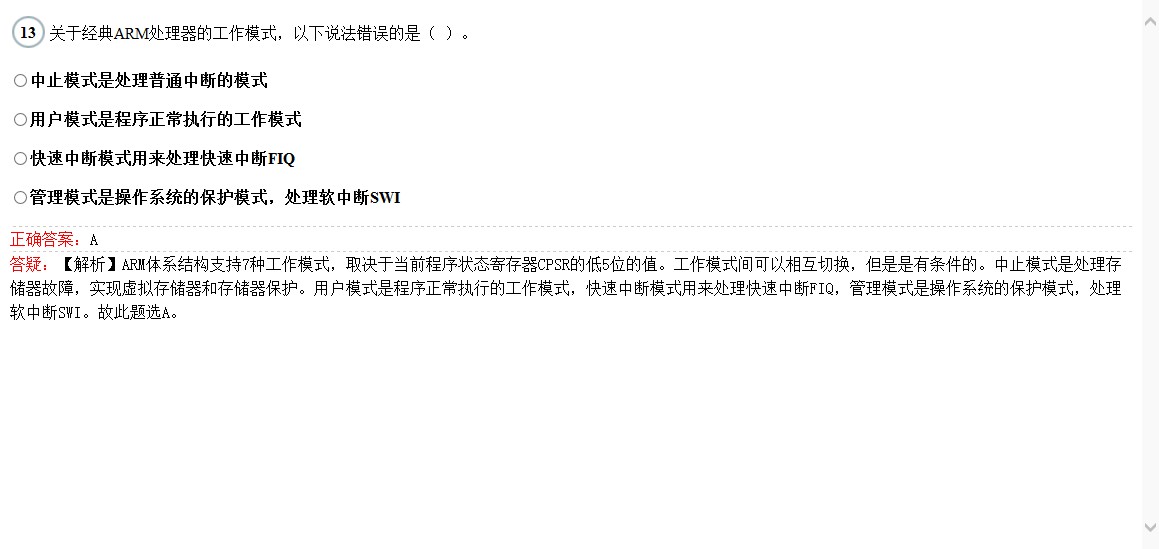 13 关于经典ARM处理器的工作模式，以下说法错误的是（ ）。
中止模式是处理普通中断的模式
用户模式是程序正常执行的工作模式
快速中断模式用来处理快速中断FIQ
管理模式是操作系统的保护模式，处理软中断SWI
正确答案：A
答疑：【解析】ARM体系结构支持7种工作模式，取决于当前程序状态寄存器CPSR的低5位的值。工作模式间可以相互切换，但是是有条件的。中止模式是处理存
储器故障，实现虚拟存储器和存储器保护。用户模式是程序正常执行的工作模式，快速中断模式用来处理快速中断FIQ，管理模式是操作系统的保护模式，处理
软中断SWI。故此题选A。